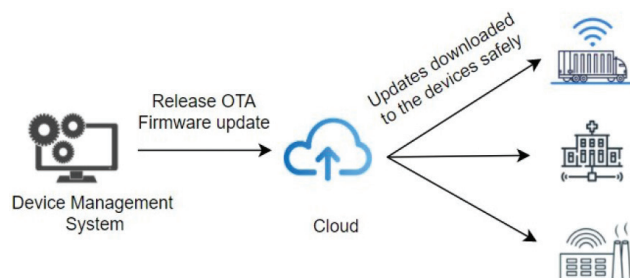 Release OTA
Firmware update
Updates downloaded
to the devices safely
Device Management
System
Cloud